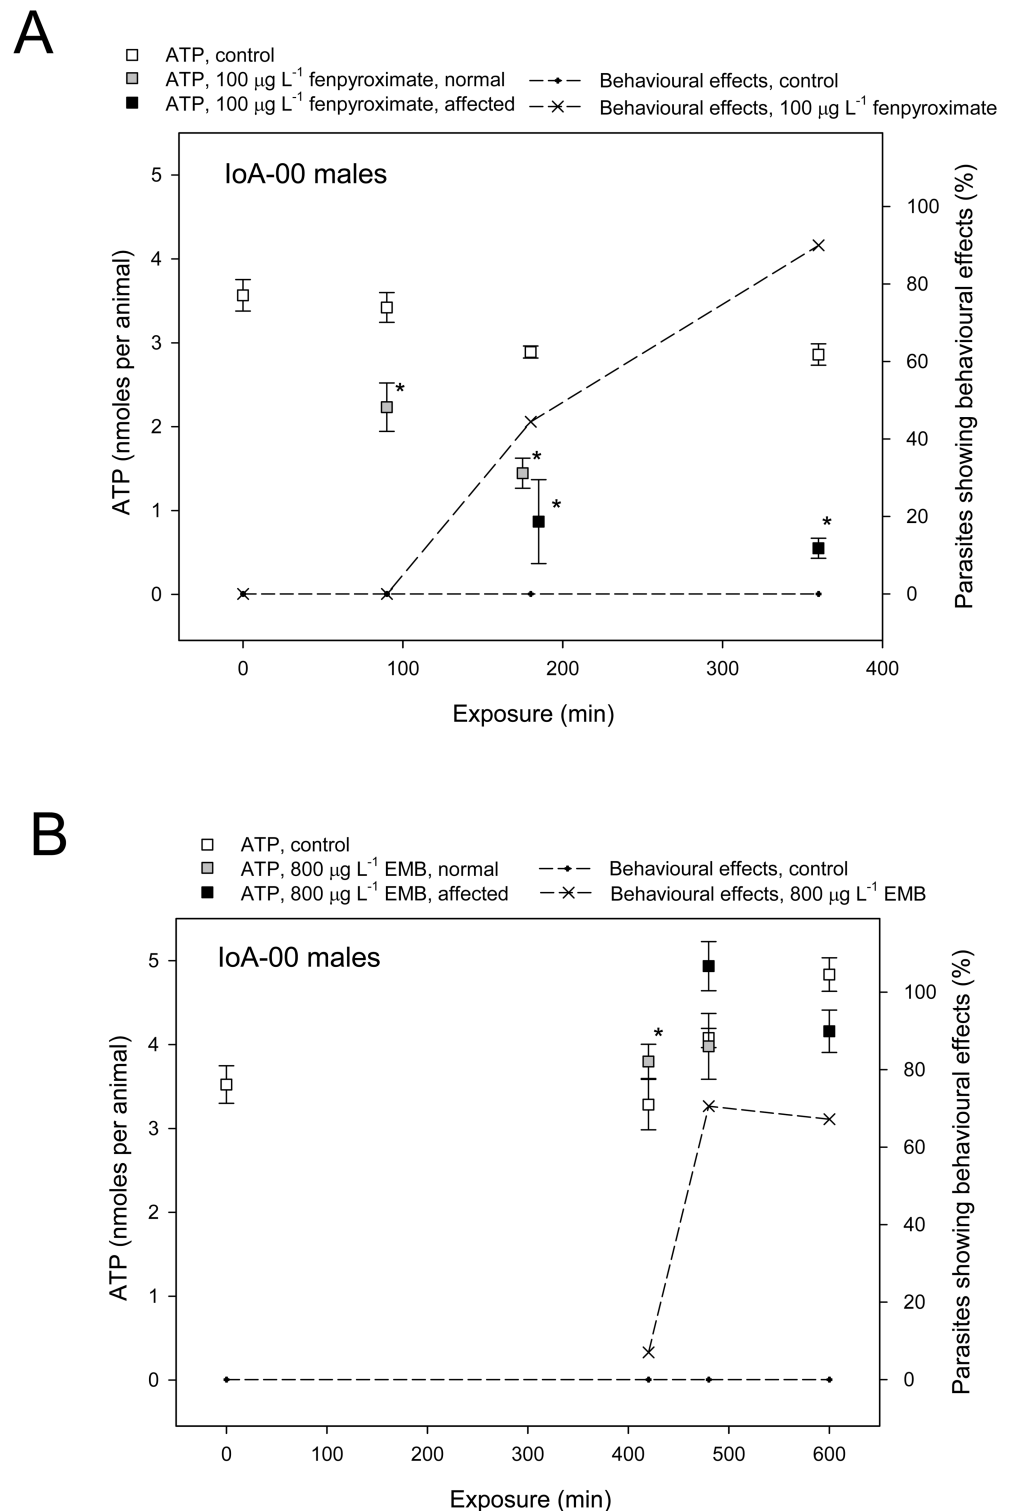 A
ATP, control
ATP, 100 μg L-1 fenpyroximate, normal
Behavioural effects, control
ATP, 100 μg L-1 fenpyroximate, affected
Behavioural effects, 100 μg L-1 fenpyroximate
IoA-00 males
5
4
3
2
1
0
ATP (nmoles per animal)
100
80
60
40
20
0
Parasites showing behavioural effects (%)
*
*
*
*
0 100 200 300 400
Exposure (min)
B
ATP, control
ATP, 800 μg L-1 EMB, normal
Behavioural effects, control
ATP, 800 μg L-1 EMB, affected
Behavioural effects, 800 μg L-1 EMB
IoA-00 males
5
4
3
2
1
0
ATP (nmoles per animal)
100
80
60
40
20
0
Parasites showing behavioural effects (%)
*
0 100 200 300 400 500 600
Exposure (min)